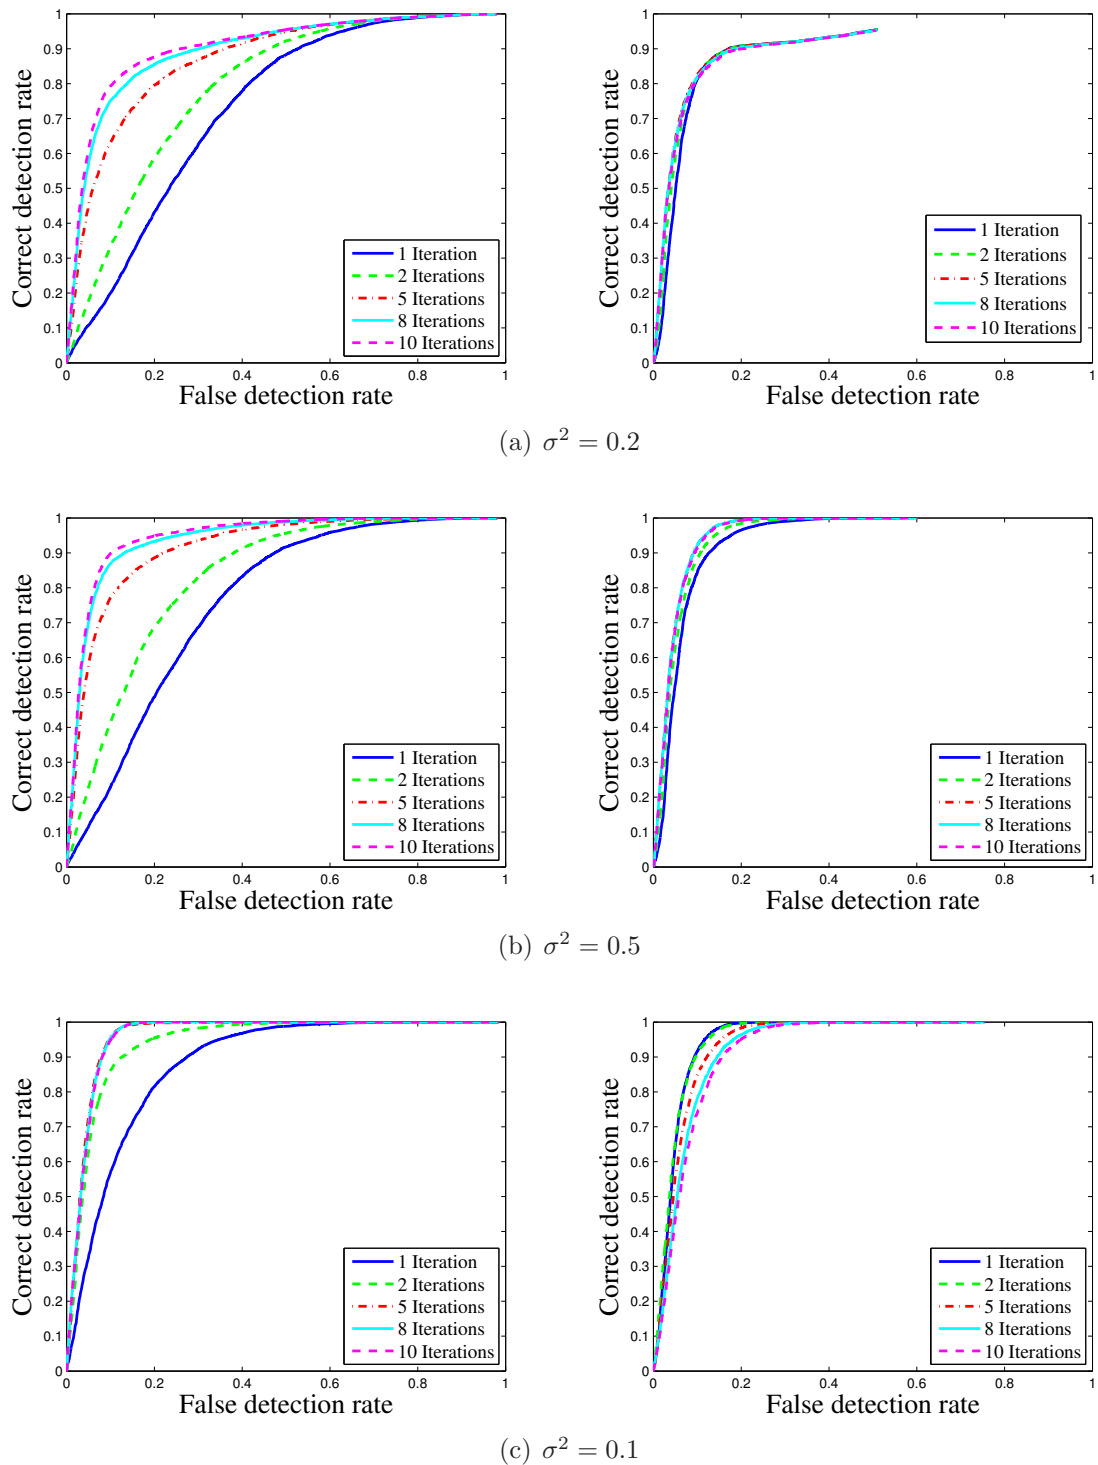 1
0.9
0.8
0.7
0.6
0.5
0.4
0.3
0.2
0.1
0
0 0.2 0.4 0.6 0.8 1
Correct detection rate
False detection rate
1 Iteration
2 Iterations
5 Iterations
8 Iterations
10 Iterations
1
0.9
0.8
0.7
0.6
0.5
0.4
0.3
0.2
0.1
0
0 0.2 0.4 0.6 0.8 1
Correct detection rate
False detection rate
1 Iteration
2 Iterations
5 Iterations
8 Iterations
10 Iterations
(a) σ² = 0.2
1
0.9
0.8
0.7
0.6
0.5
0.4
0.3
0.2
0.1
0
0 0.2 0.4 0.6 0.8 1
Correct detection rate
False detection rate
1 Iteration
2 Iterations
5 Iterations
8 Iterations
10 Iterations
1
0.9
0.8
0.7
0.6
0.5
0.4
0.3
0.2
0.1
0
0 0.2 0.4 0.6 0.8 1
Correct detection rate
False detection rate
1 Iteration
2 Iterations
5 Iterations
8 Iterations
10 Iterations
(b) σ² = 0.5
1
0.9
0.8
0.7
0.6
0.5
0.4
0.3
0.2
0.1
0
0 0.2 0.4 0.6 0.8 1
Correct detection rate
False detection rate
1 Iteration
2 Iterations
5 Iterations
8 Iterations
10 Iterations
1
0.9
0.8
0.7
0.6
0.5
0.4
0.3
0.2
0.1
0
0 0.2 0.4 0.6 0.8 1
Correct detection rate
False detection rate
1 Iteration
2 Iterations
5 Iterations
8 Iterations
10 Iterations
(c) σ² = 0.1